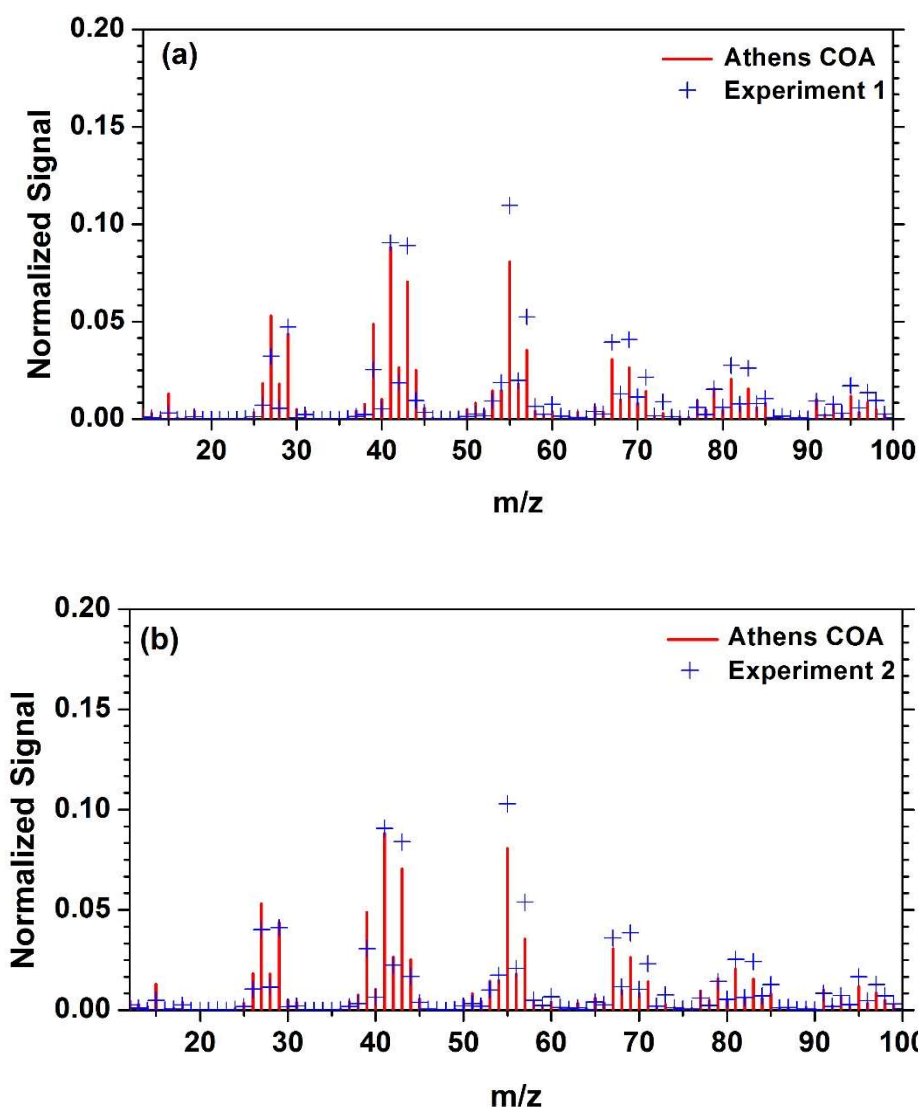 (a)
Athens COA
Experiment 1
0.20
0.15
0.10
0.05
0.00
Normalized Signal
20 30 40 50 60 70 80 90 100
m/z
(b)
Athens COA
Experiment 2
0.20
0.15
0.10
0.05
0.00
Normalized Signal
20 30 40 50 60 70 80 90 100
m/z